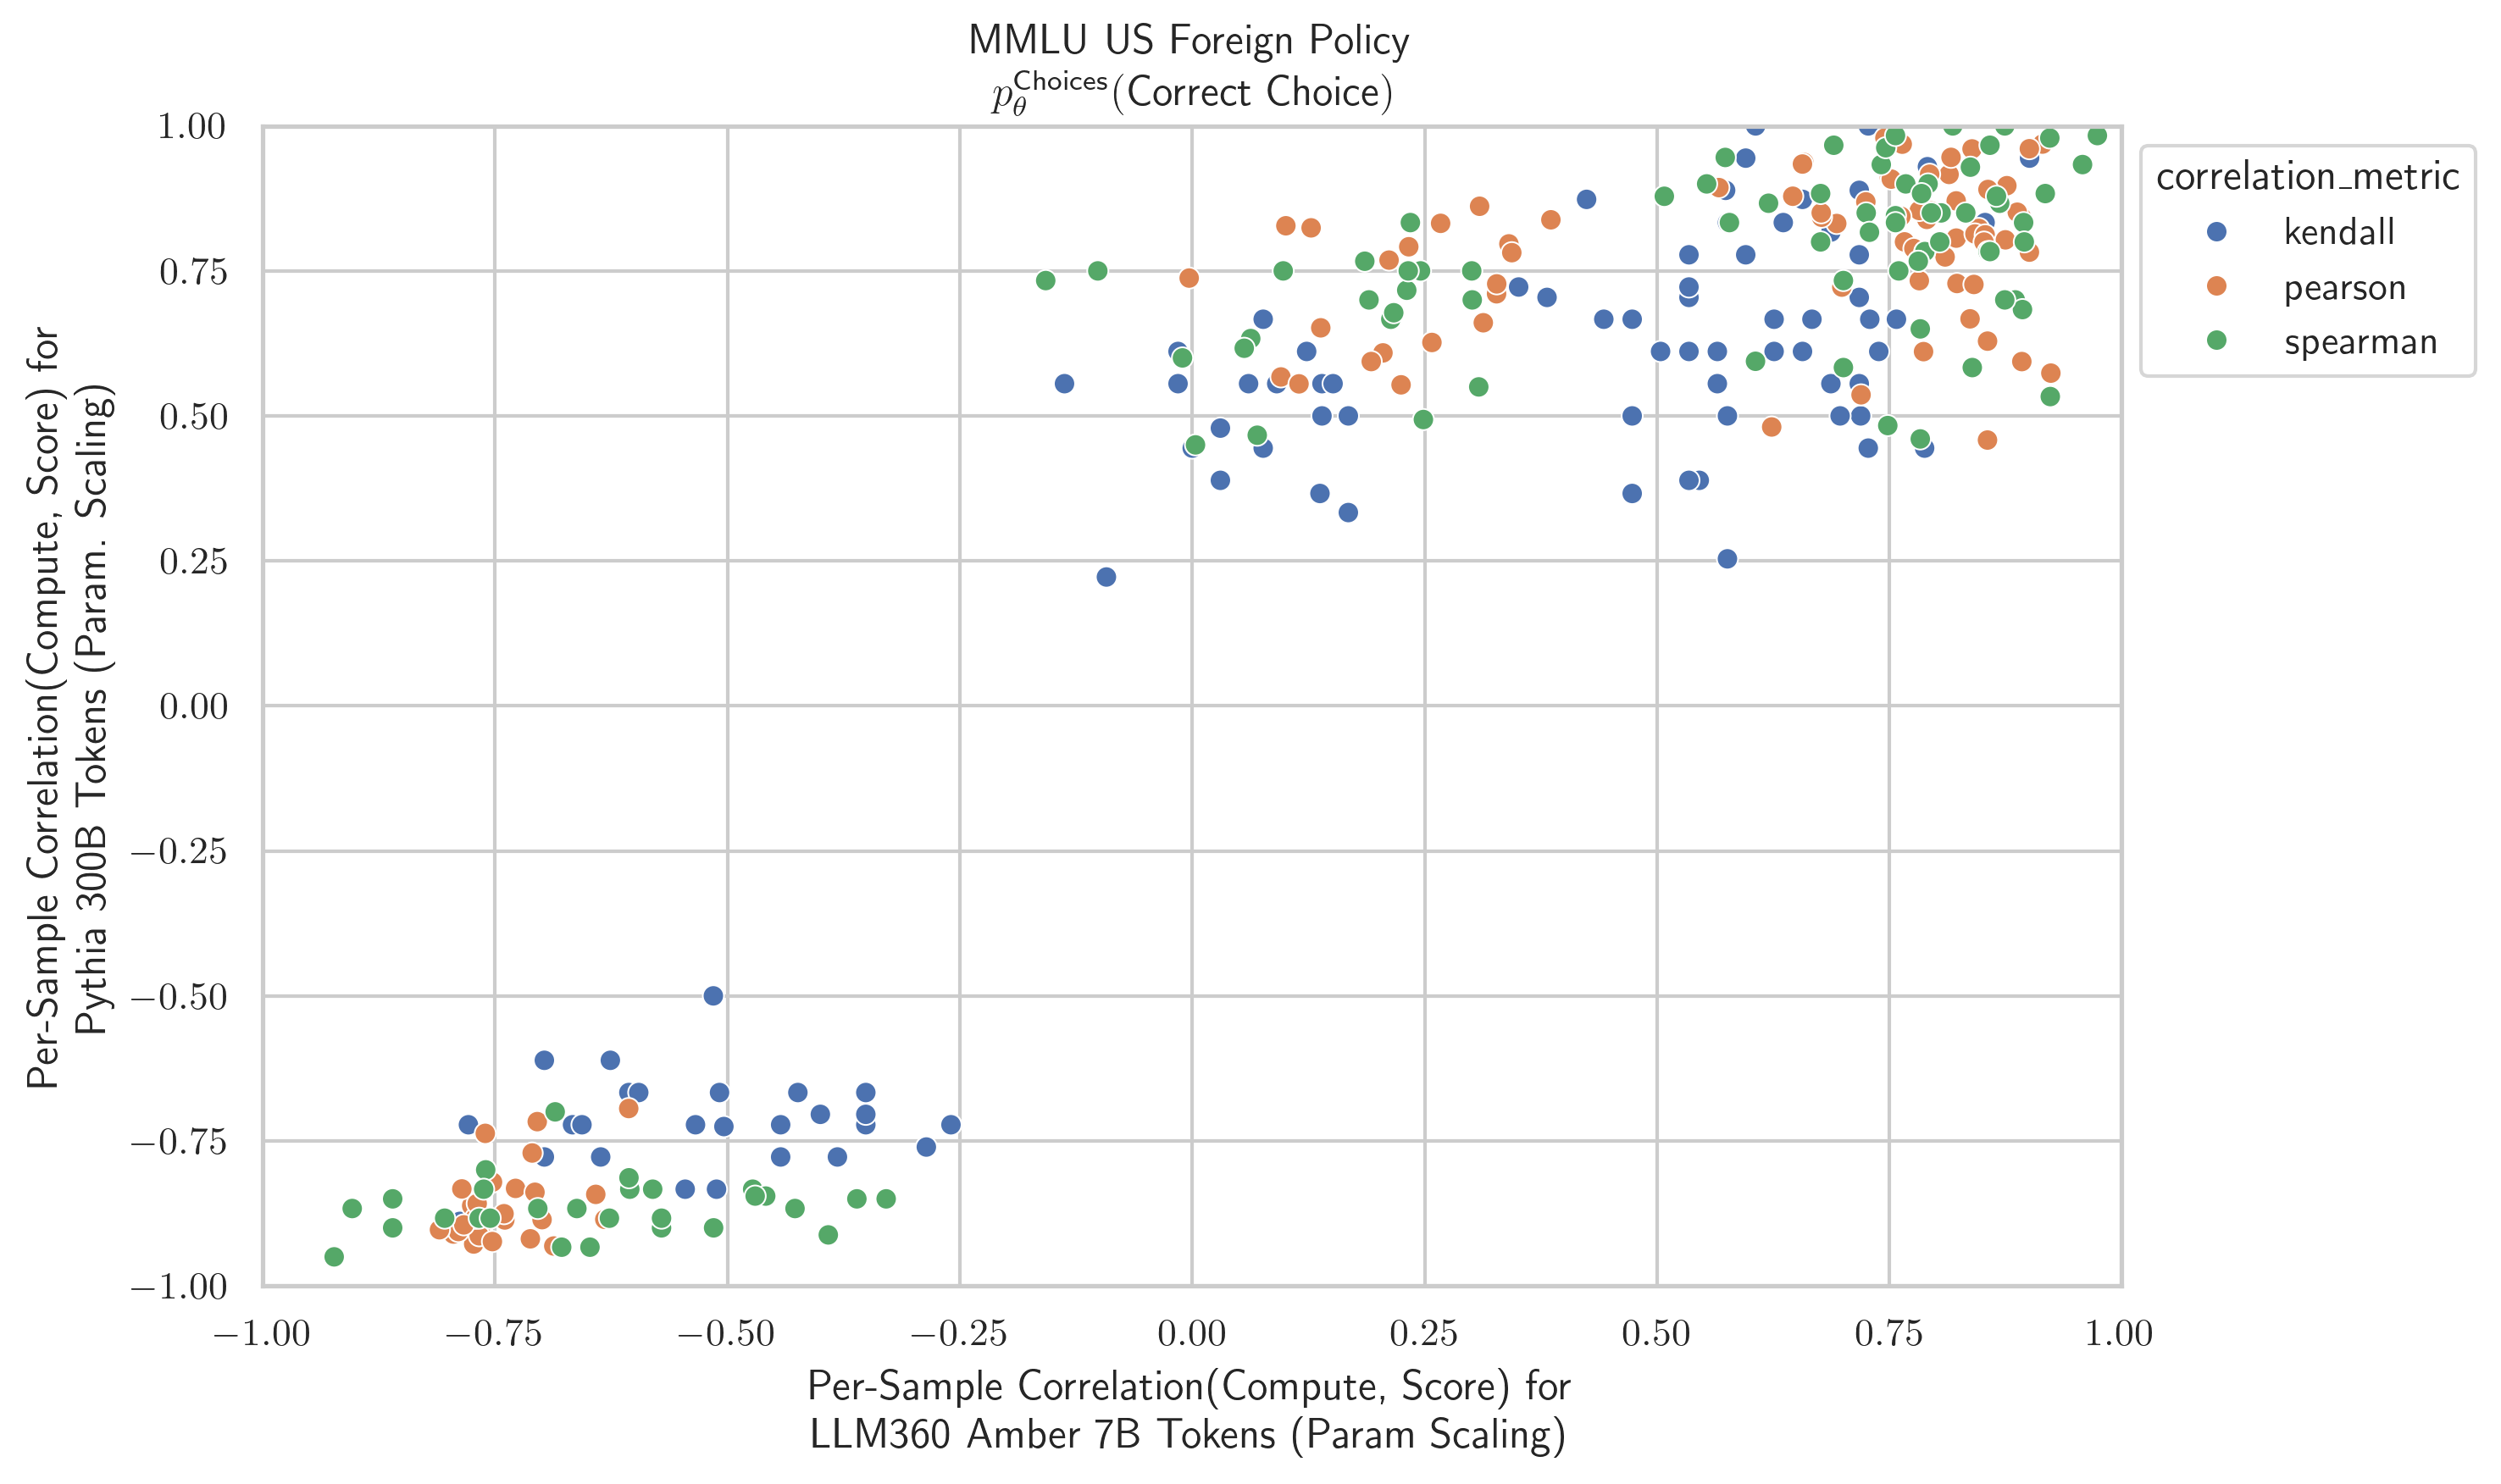 MMLU US Foreign Policy
p_θ^Choices(Correct Choice)
1.00
0.75
0.50
0.25
0.00
−0.25
−0.50
−0.75
−1.00
Per-Sample Correlation(Compute, Score) for
Pythia 300B Tokens (Param. Scaling)
−1.00
−0.75
−0.50
−0.25
0.00
0.25
0.50
0.75
1.00
Per-Sample Correlation(Compute, Score) for
LLM360 Amber 7B Tokens (Param Scaling)
correlation_metric
kendall
pearson
spearman